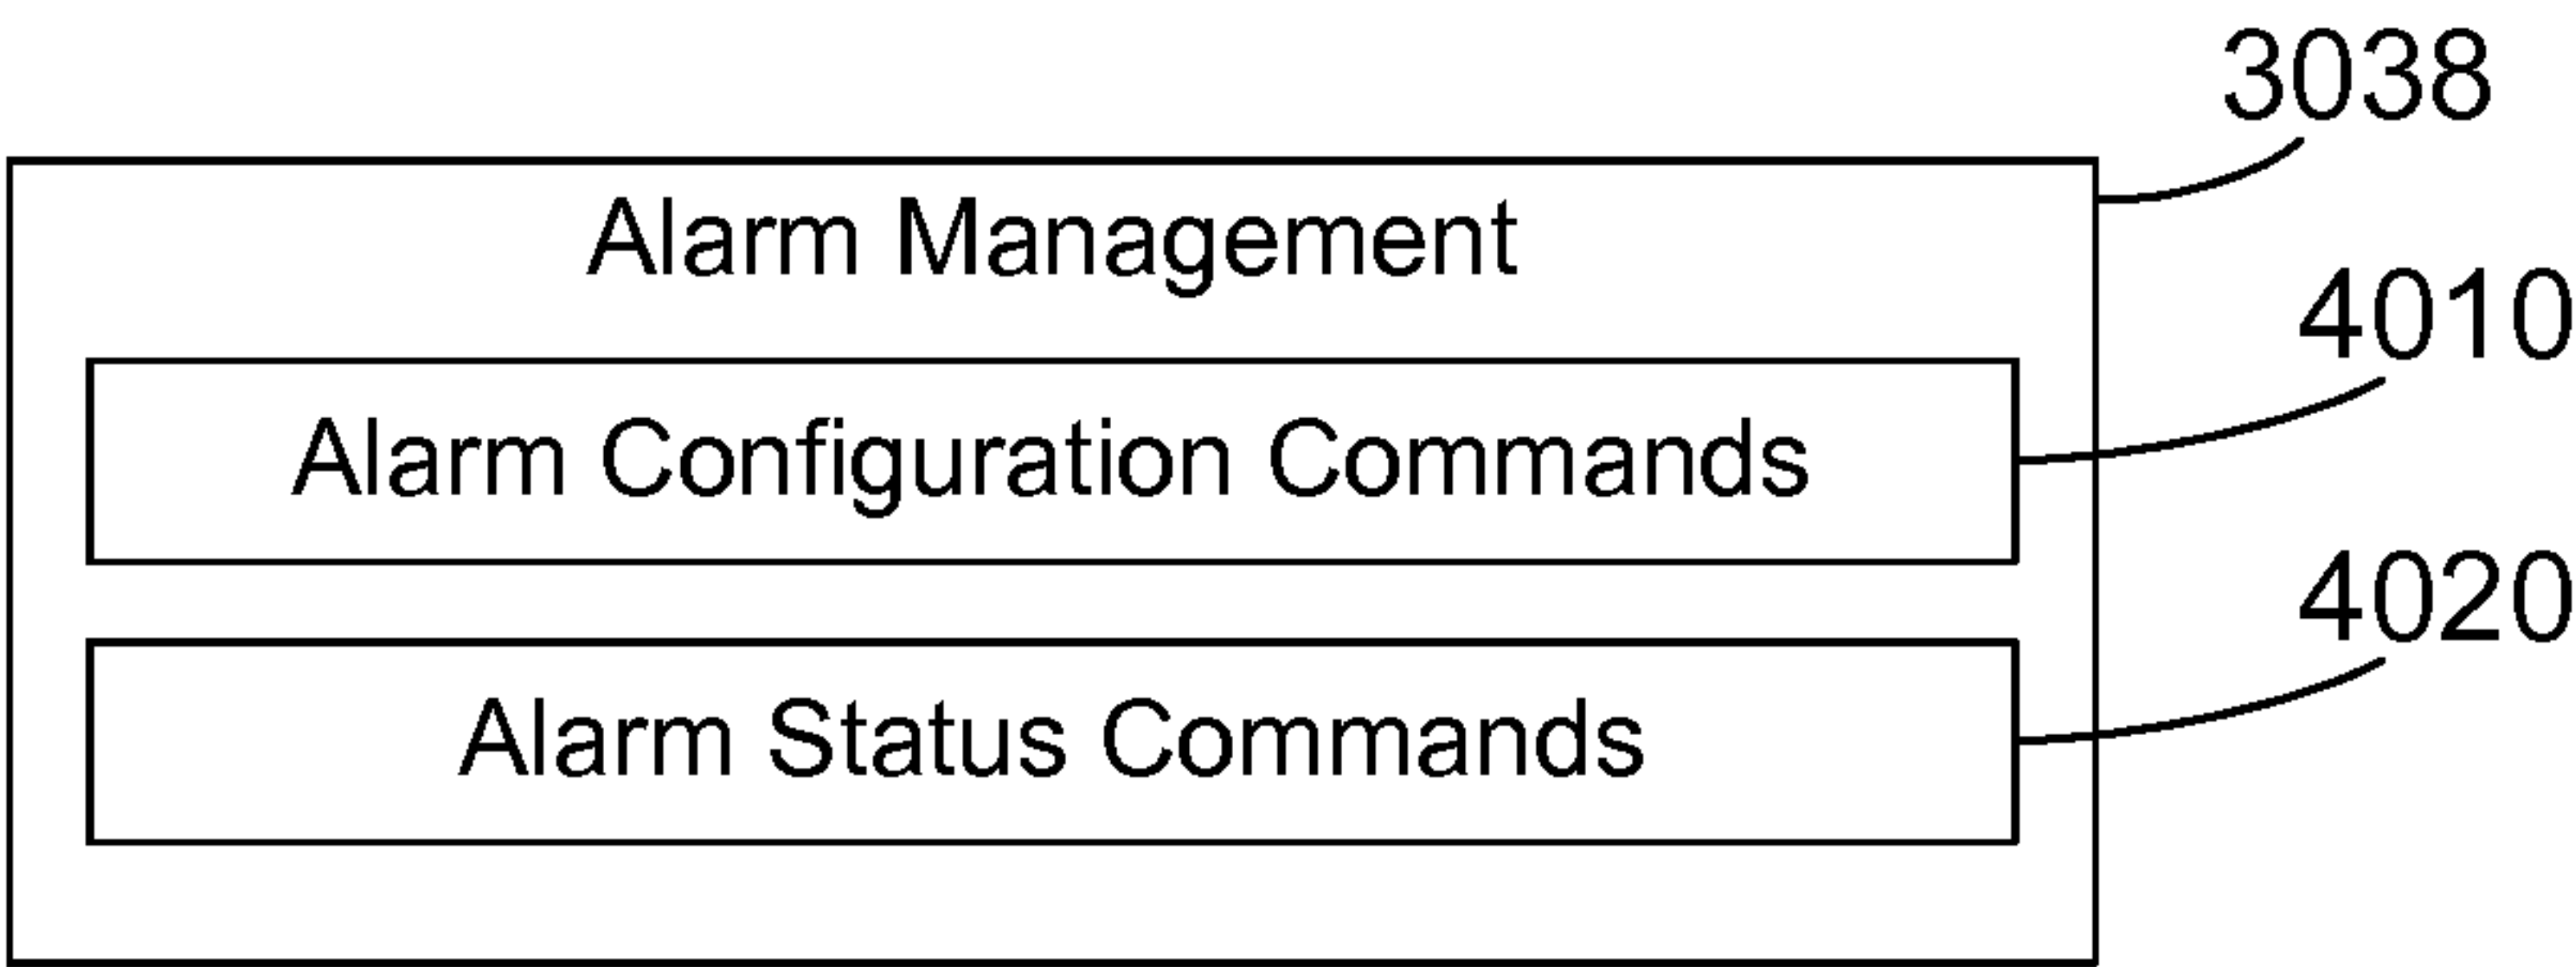 3038
Alarm Management
4010
Alarm Configuration Commands
4020
Alarm Status Commands